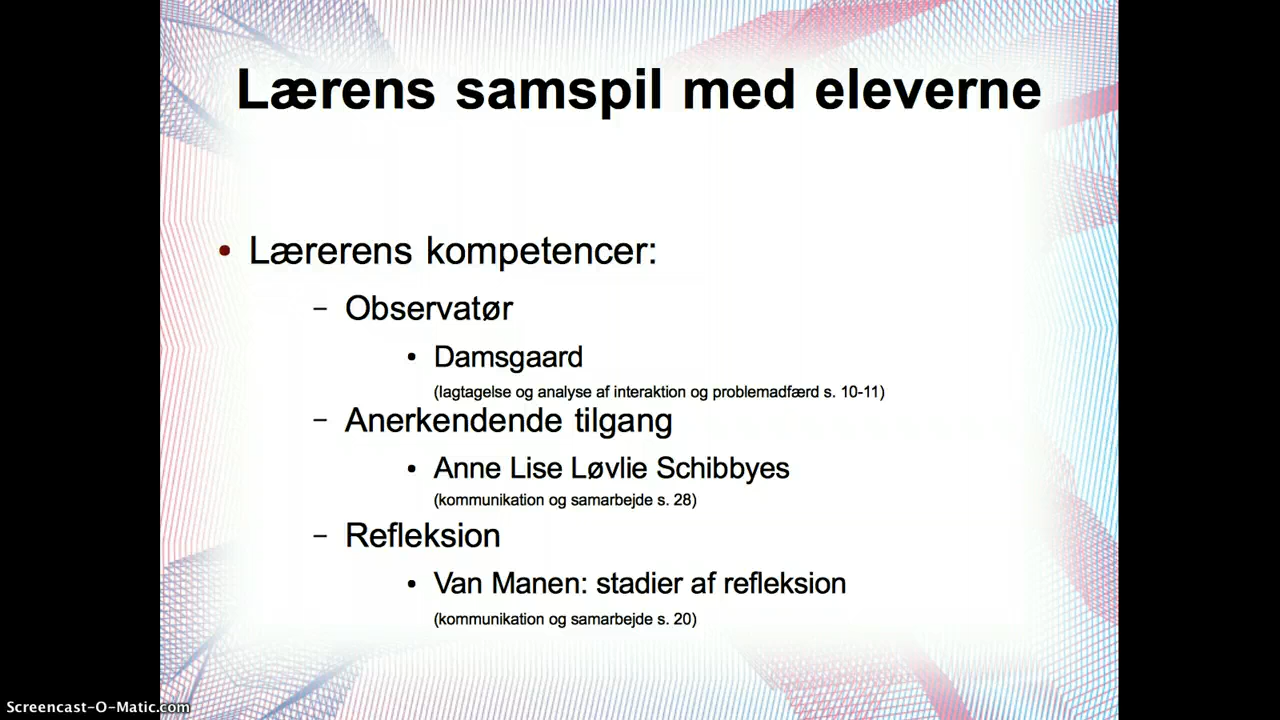 Lærens samspil med eleverne
• Lærerens kompetencer:
– Observatør
• Damsgaard
(Iagtagelse og analyse af interaktion og problemadfærd s. 10-11)
– Anerkendende tilgang
• Anne Lise Løvlie Schibbyes
(kommunikation og samarbejde s. 28)
– Refleksion
• Van Manen: stadier af refleksion
(kommunikation og samarbejde s. 20)
Screencast-O-Matic.com